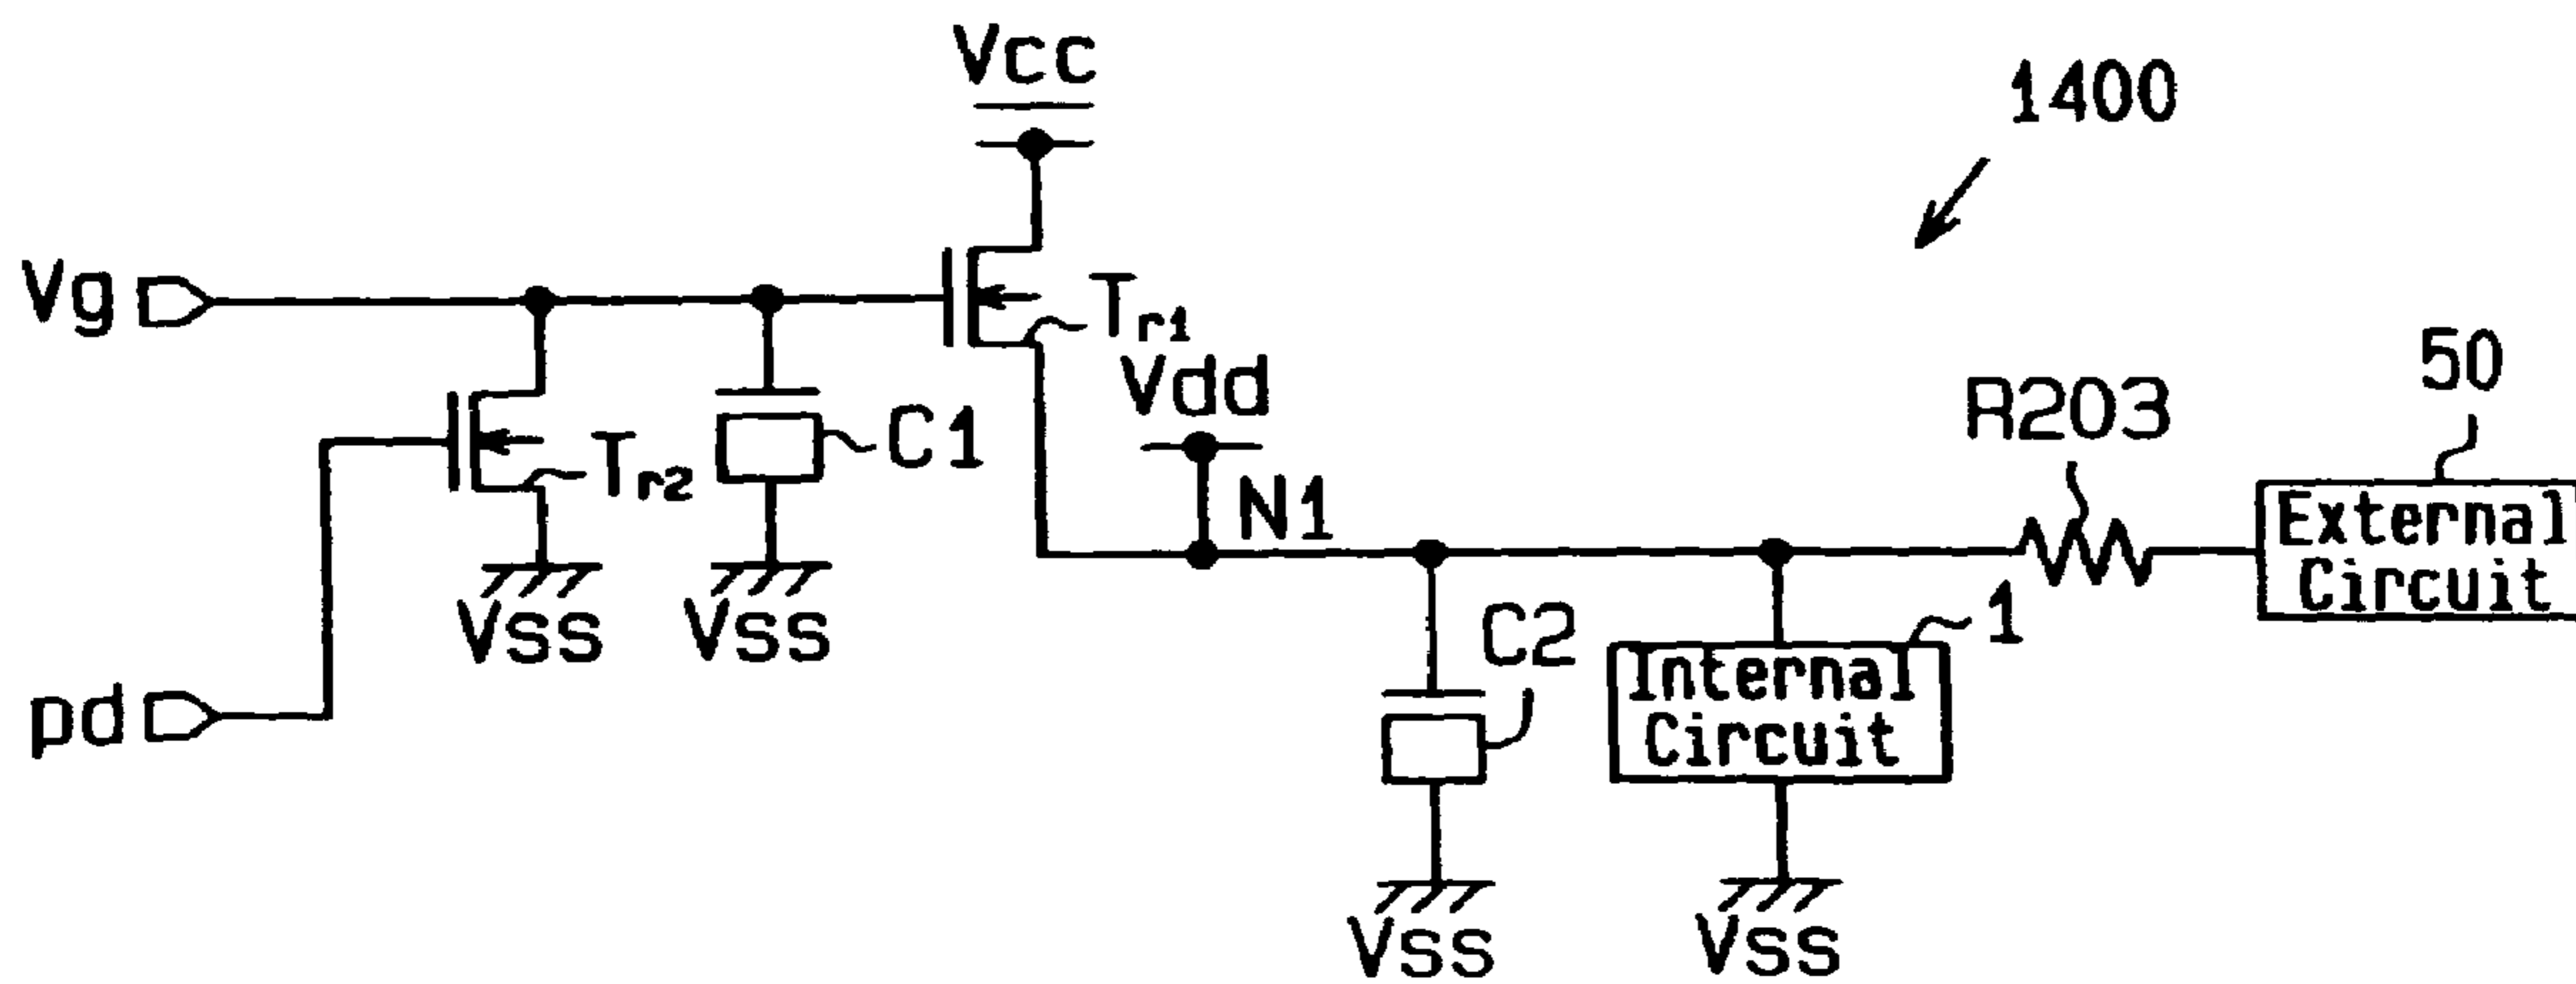 Vcc
1400
Vg
Tr1
Vdd
50
R203
C1
Tr2
N1
External
Circuit
Vss
Vss
C2
1
Internal
Circuit
pd
Vss
Vss